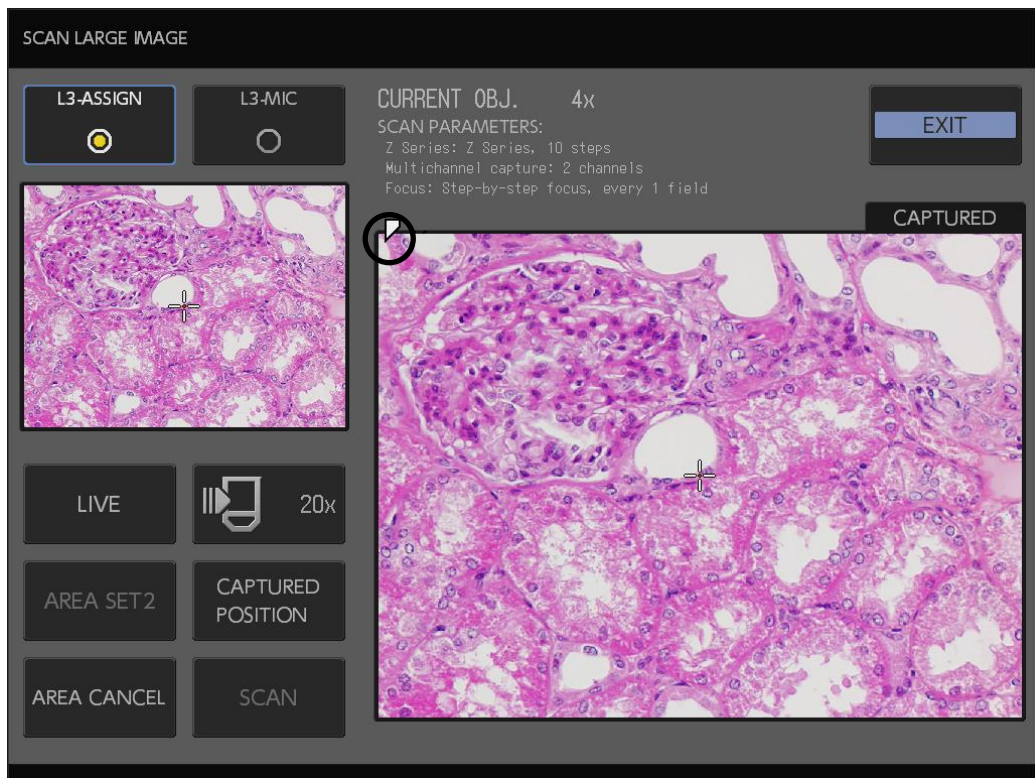 SCAN LARGE IMAGE
L3-ASSIGN
L3-MIC
CURRENT OBJ. 4x
SCAN PARAMETERS:
Z Series: Z Series, 10 steps
Multichannel capture: 2 channels
Focus: Step-by-step focus, every 1 field
EXIT
CAPTURED
LIVE
20x
AREA SET2
CAPTURED
POSITION
AREA CANCEL
SCAN